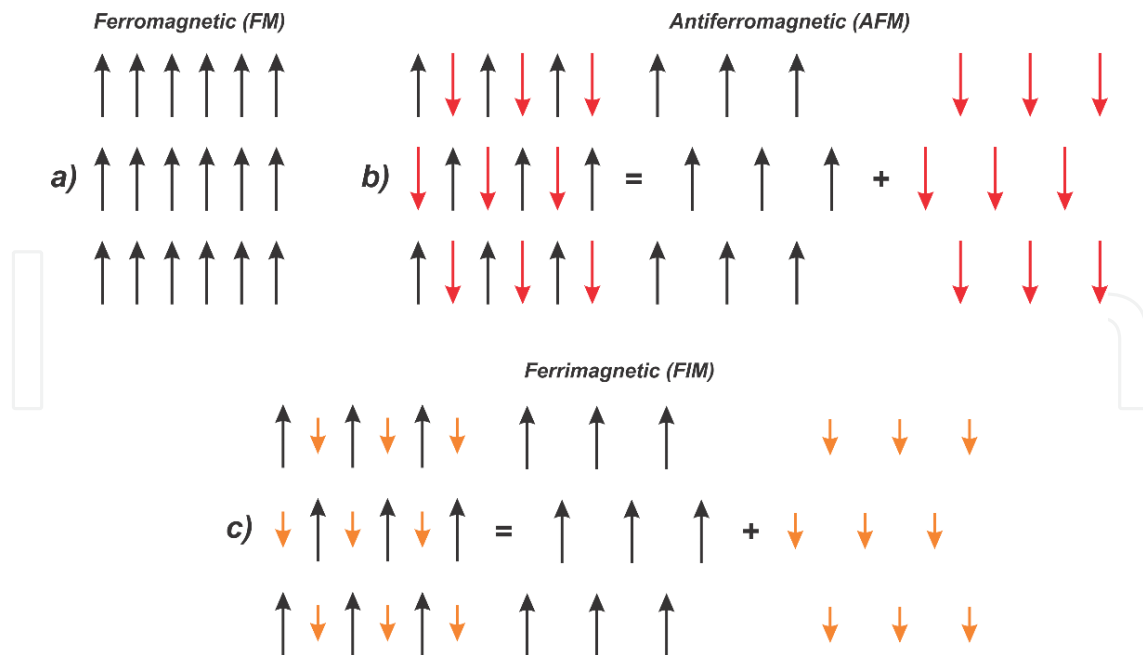 Ferromagnetic (FM)
Antiferromagnetic (AFM)
a)
b)
=
+
Ferrimagnetic (FIM)
c)
=
+